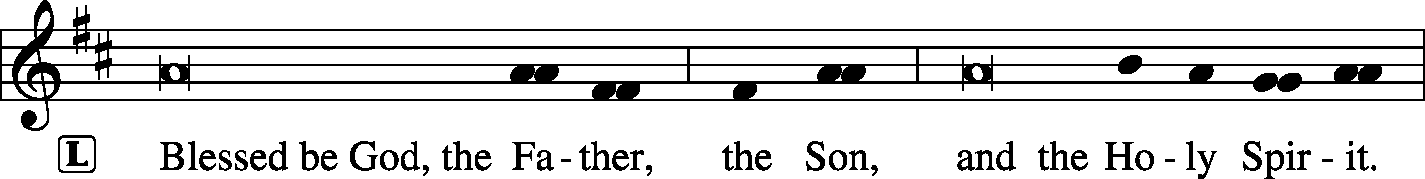 L Blessed be God, the Fa - ther, the Son, and the Ho - ly Spir - it.